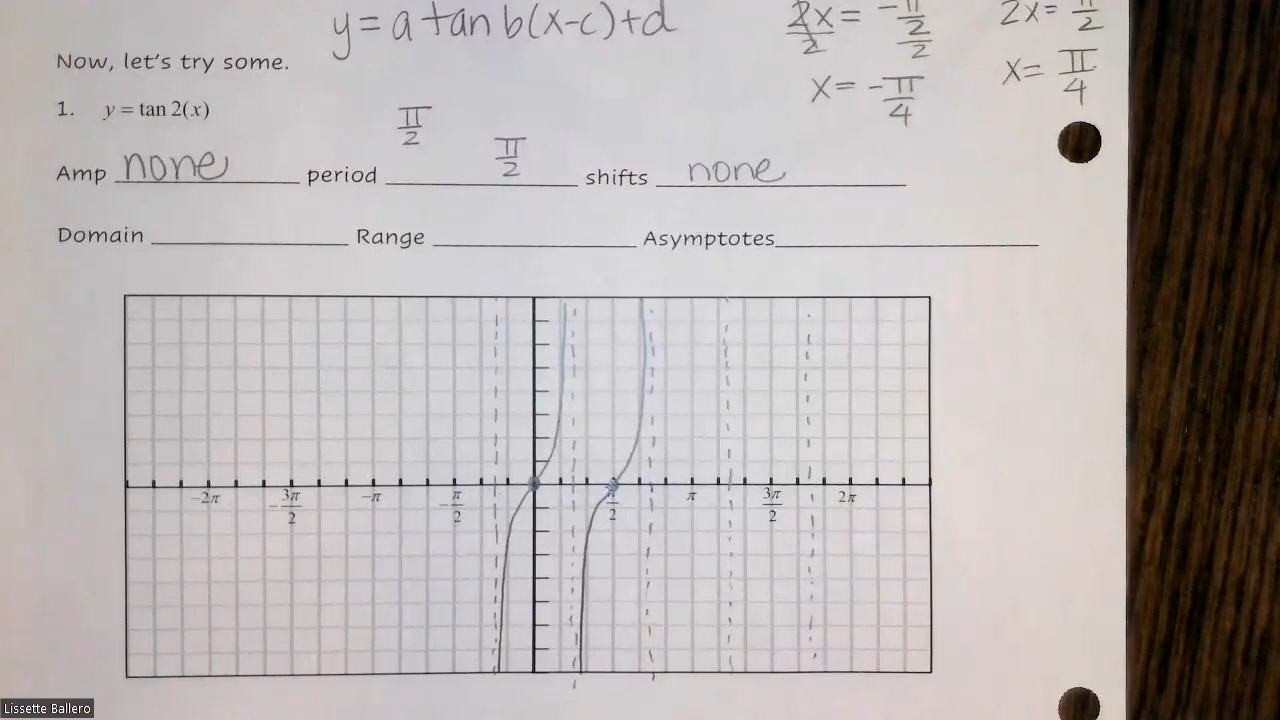 y = a tan b(x-c)+d
2x/2 = -π/2/2
2x = π/2
Now, let's try some.
x = -π/4
x = π/4
1. y = tan 2(x)
π/2
Amp none period π/2 shifts none
Domain Range Asymptotes
-2π -3π/2 -π -π/2 π/2 π 3π/2 2π
Lissette Ballero